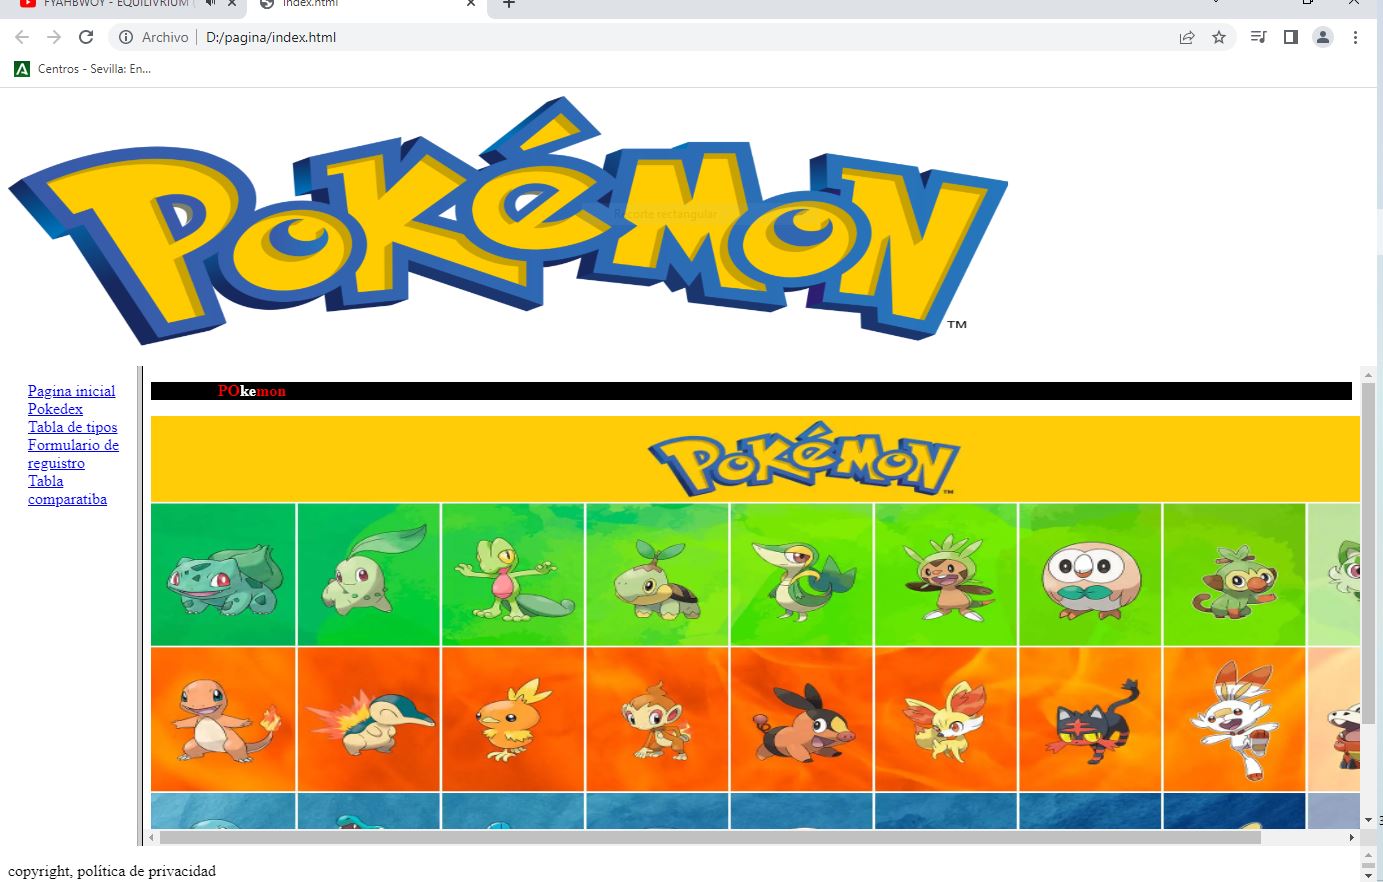 FYAHBWOY - EQUILIVRIUM
index.html
Archivo D:/pagina/index.html
Centros - Sevilla: En...
POKéMON
TM
Recorte rectangular
Pagina inicial
Pokedex
Tabla de tipos
Formulario de
reguistro
Tabla
comparatiba
POkemon
POKéMON
TM
copyright, política de privacidad